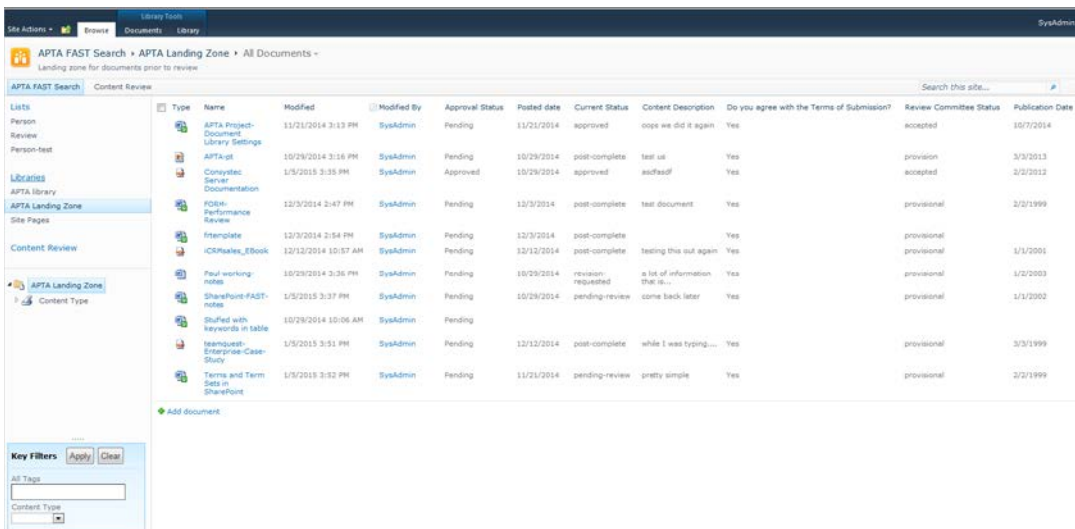 Library Tools
Site Actions Browse Documents Library SysAdmin
APTA FAST Search APTA Landing Zone All Documents
Landing zone for documents prior to review
APTA FAST Search Content Review Search this site...
Lists
Person
Review
Person-test
Libraries
APTA library
APTA Landing Zone
Site Pages
Content Review
APTA Landing Zone
Content Type
Type Name Modified Modified By Approval Status Posted date Current Status Content Description Do you agree with the Terms of Submission? Review Committee Status Publication Date
APTA Project- 11/21/2014 3:13 PM SysAdmin Pending 11/21/2014 approved oops we did it again Yes accepted 10/7/2014
Document
Library Settings
APTA-pt 10/29/2014 3:16 PM SysAdmin Pending 10/29/2014 post-complete test us Yes provision 3/3/2013
Consystec 1/5/2015 3:35 PM SysAdmin Approved 10/29/2014 approved asdfasdf Yes accepted 2/2/2012
Server
Documentation
FORM- 12/3/2014 2:47 PM SysAdmin Pending 12/3/2014 post-complete test document Yes provisional 2/2/1999
Performance
Review
frtemplate 12/3/2014 2:54 PM SysAdmin Pending 12/3/2014 post-complete Yes provisional
iCRMsales_EBook 12/12/2014 10:57 AM SysAdmin Pending 12/12/2014 post-complete testing this out again Yes provisional 1/1/2001
Paul working- 10/29/2014 3:36 PM SysAdmin Pending 10/29/2014 revision- a lot of information Yes provisional 1/2/2003
notes requested that is...
SharePoint-FAST- 1/5/2015 3:37 PM SysAdmin Pending 10/29/2014 pending-review come back later Yes provisional 1/1/2002
notes
Stuffed with 10/29/2014 10:06 AM SysAdmin Pending
keywords in table
teamquest- 1/5/2015 3:51 PM SysAdmin Pending 12/12/2014 post-complete while I was typing.... Yes provisional 3/3/1999
Enterprise-Case-
Study
Terms and Term 1/5/2015 3:52 PM SysAdmin Pending 11/21/2014 pending-review pretty simple Yes provisional 2/2/1999
Sets in
SharePoint
Add document
Key Filters Apply Clear
All Tags
Content Type